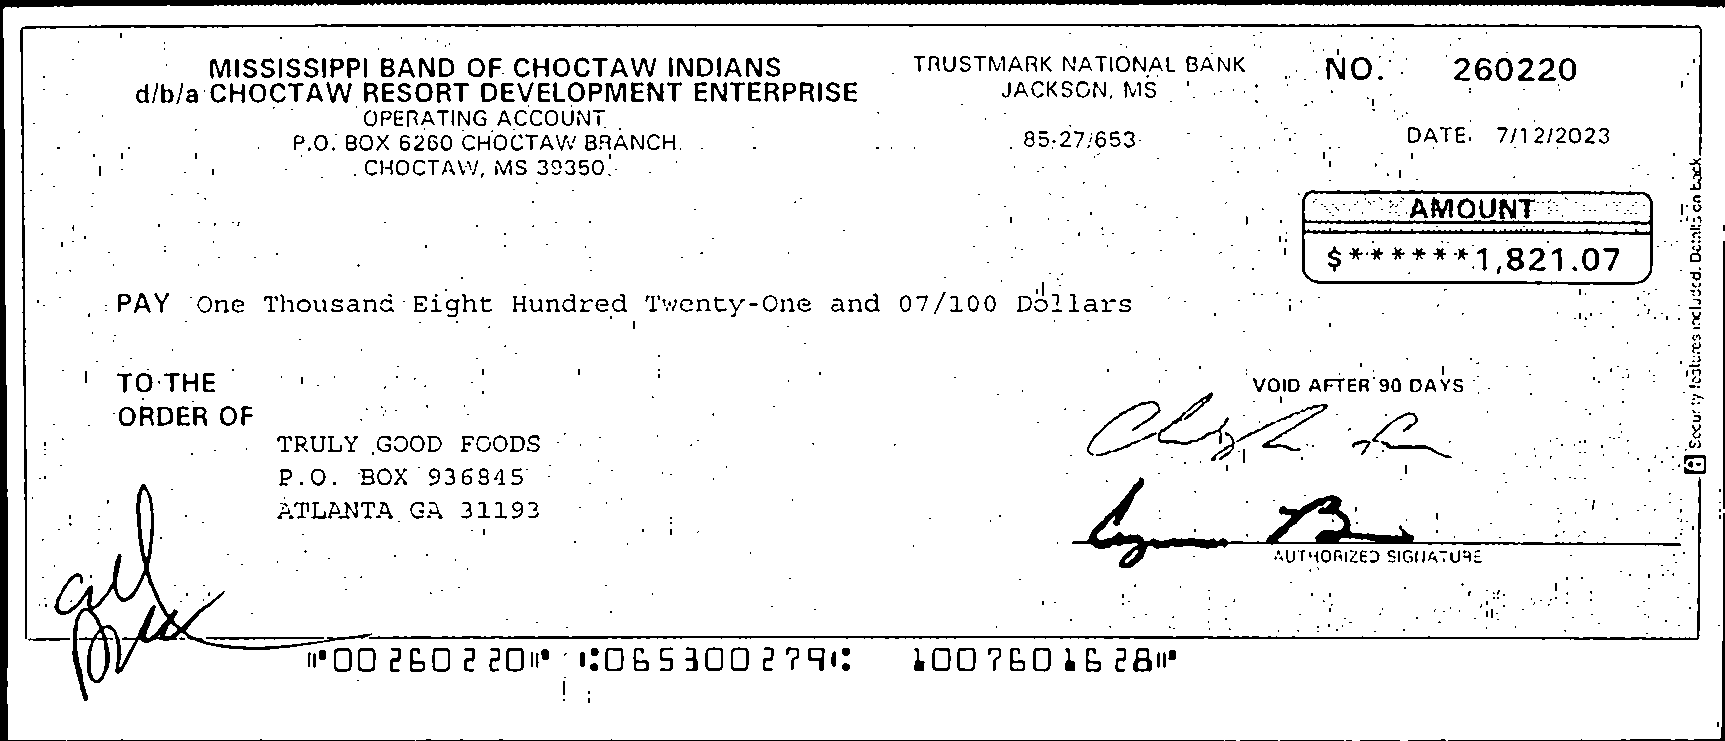 MISSISSIPPI BAND OF CHOCTAW INDIANS
d/b/a CHOCTAW RESORT DEVELOPMENT ENTERPRISE
OPERATING ACCOUNT
P.O. BOX 6260 CHOCTAW BRANCH
CHOCTAW, MS 39350
TRUSTMARK NATIONAL BANK
JACKSON, MS
85-27/653
NO. 260220
DATE 7/12/2023
AMOUNT
$******1,821.07
PAY One Thousand Eight Hundred Twenty-One and 07/100 Dollars
TO THE
ORDER OF
TRULY GOOD FOODS
P.O. BOX 936845
ATLANTA GA 31193
VOID AFTER 90 DAYS
AUTHORIZED SIGNATURE
Security features included. Details on back.
⑈00260220⑈ ⑆065300279⑆ 1007601628⑈